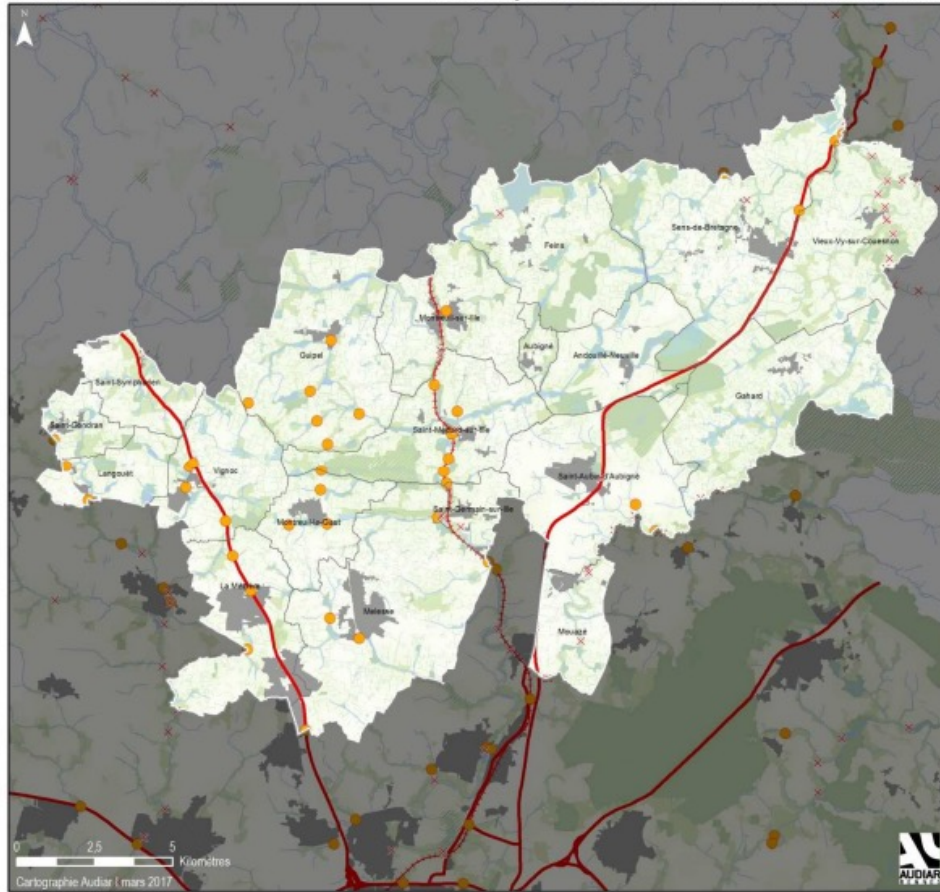 N
Feins
Sens-de-Bretagne
Vieux-Vy-sur-Couesnon
Montreuil-sur-Ille
Guipel
Aubigné
Andouillé-Neuville
Saint-Symphorien
Gahard
Saint-Gondran
Saint-Médard-sur-Ille
Langouët
Vignoc
Saint-Aubin-d'Aubigné
Saint-Germain-sur-Ille
Montreuil-le-Gast
La Mézière
Melesse
Mouazé
0 2,5 5
Kilomètres
Cartographie Audiar / mars 2017
AUDIAR